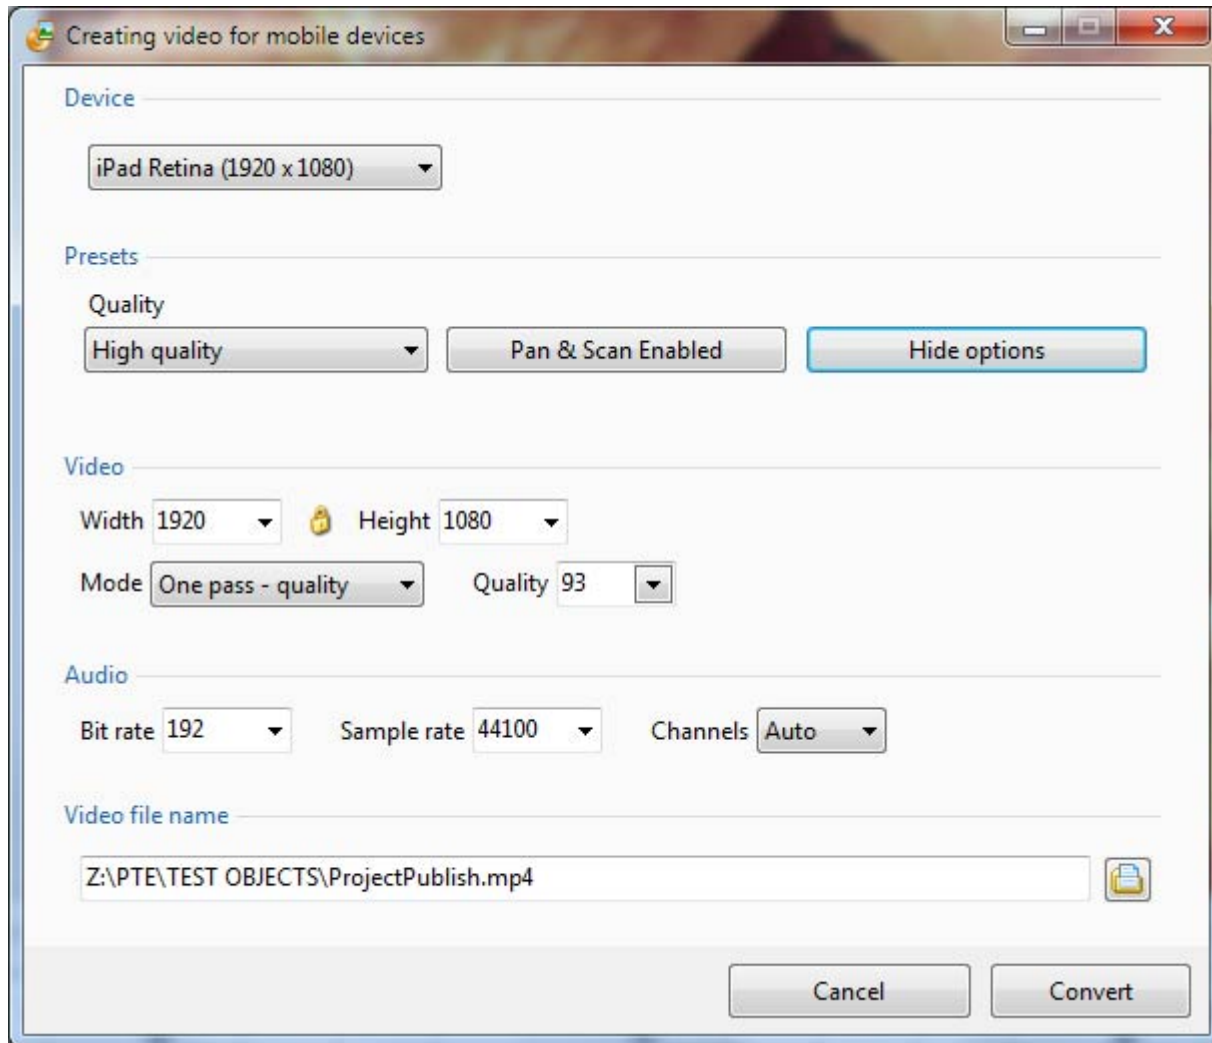 Creating video for mobile devices
Device
iPad Retina (1920 x 1080)
Presets
Quality
High quality Pan & Scan Enabled Hide options
Video
Width 1920 Height 1080
Mode One pass - quality Quality 93
Audio
Bit rate 192 Sample rate 44100 Channels Auto
Video file name
Z:\PTE\TEST OBJECTS\ProjectPublish.mp4
Cancel Convert